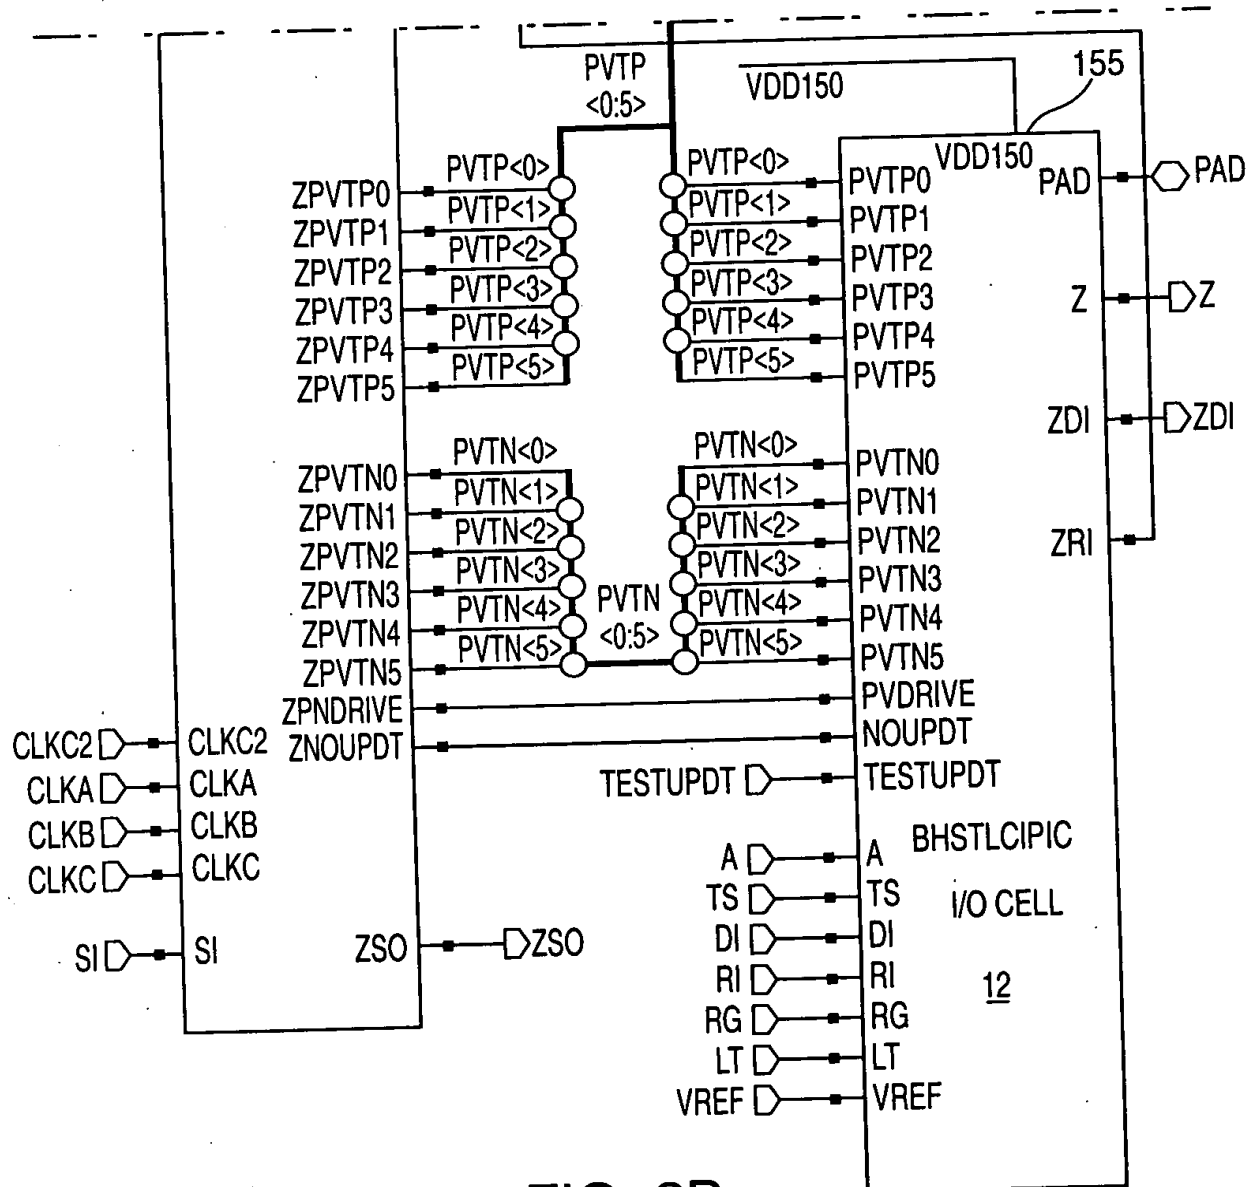 PVTP
<0:5>
VDD150
155
VDD150
PVTP<0>
PVTP<1>
PVTP<2>
PVTP<3>
PVTP<4>
PVTP<5>
ZPVTP0
ZPVTP1
ZPVTP2
ZPVTP3
ZPVTP4
ZPVTP5
PVTP<0>
PVTP<1>
PVTP<2>
PVTP<3>
PVTP<4>
PVTP<5>
PVTP0
PVTP1
PVTP2
PVTP3
PVTP4
PVTP5
PAD
PAD
Z
Z
ZDI
ZDI
ZRI
PVTN<0>
PVTN<1>
PVTN<2>
PVTN<3>
PVTN<4>
PVTN<5>
ZPVTN0
ZPVTN1
ZPVTN2
ZPVTN3
ZPVTN4
ZPVTN5
ZPNDRIVE
ZNOUPDT
PVTN
<0:5>
PVTN<0>
PVTN<1>
PVTN<2>
PVTN<3>
PVTN<4>
PVTN<5>
PVTN0
PVTN1
PVTN2
PVTN3
PVTN4
PVTN5
PVDRIVE
NOUPDT
TESTUPDT
TESTUPDT
CLKC2
CLKC2
CLKA
CLKA
CLKB
CLKB
CLKC
CLKC
SI
SI
ZSO
ZSO
A
A
TS
TS
DI
DI
RI
RI
RG
RG
LT
LT
VREF
VREF
BHSTLCIPIC
I/O CELL
12